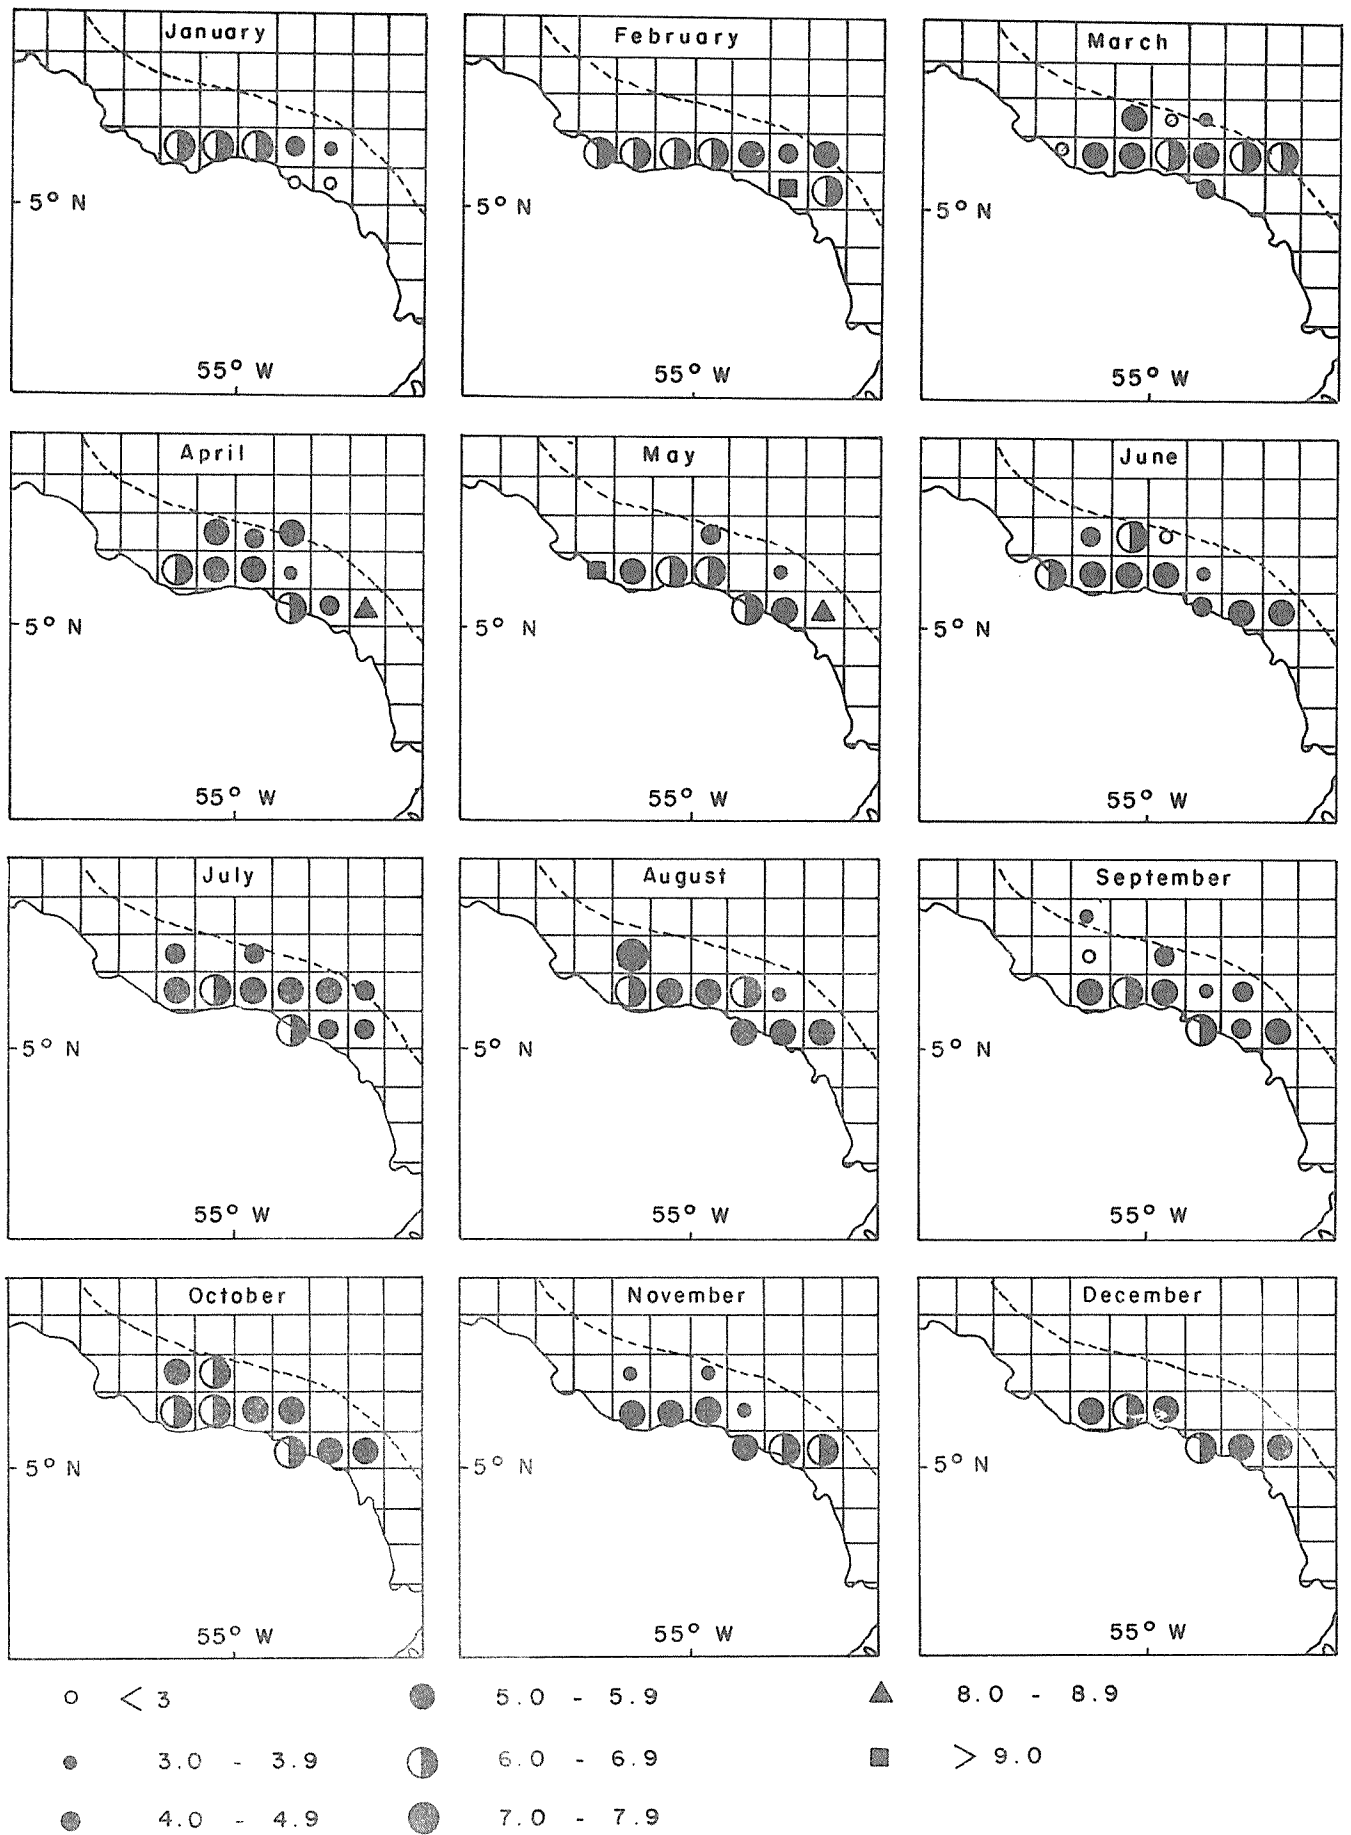 January February March
5° N 5° N 5° N
55° W 55° W 55° W
April May June
5° N 5° N 5° N
55° W 55° W 55° W
July August September
5° N 5° N 5° N
55° W 55° W 55° W
October November December
5° N 5° N 5° N
55° W 55° W 55° W
< 3 5.0 - 5.9 8.0 - 8.9
3.0 - 3.9 6.0 - 6.9 > 9.0
4.0 - 4.9 7.0 - 7.9